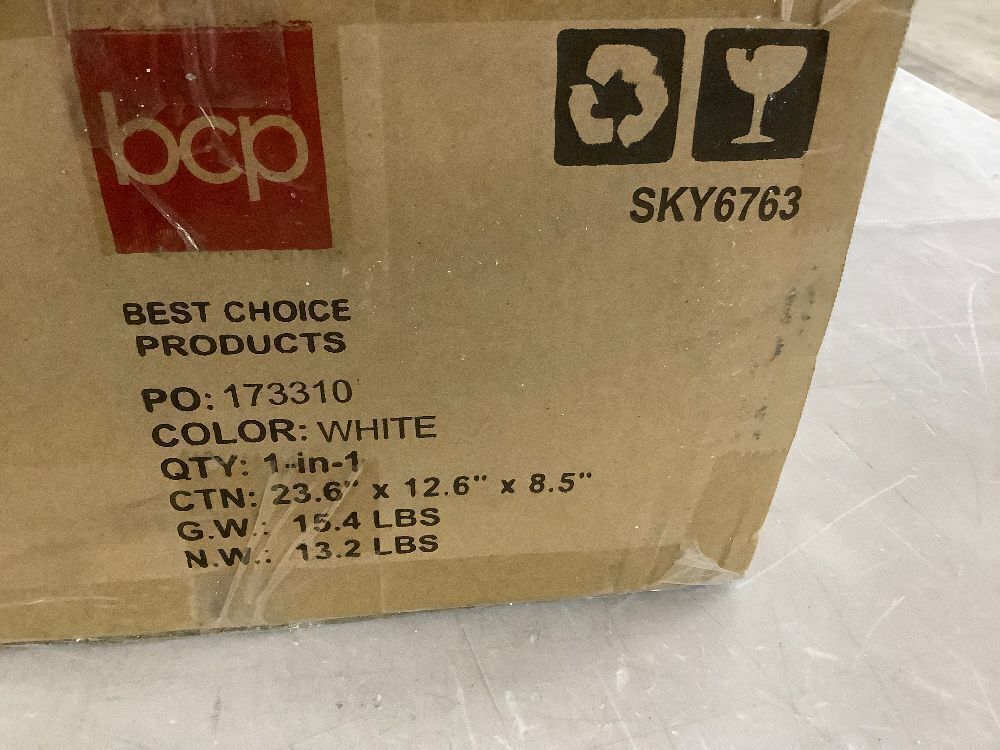 bcp
SKY6763
BEST CHOICE
PRODUCTS
PO: 173310
COLOR: WHITE
QTY: 1-in-1
CTN: 23.6" x 12.6" x 8.5"
G.W.: 15.4 LBS
N.W.: 13.2 LBS